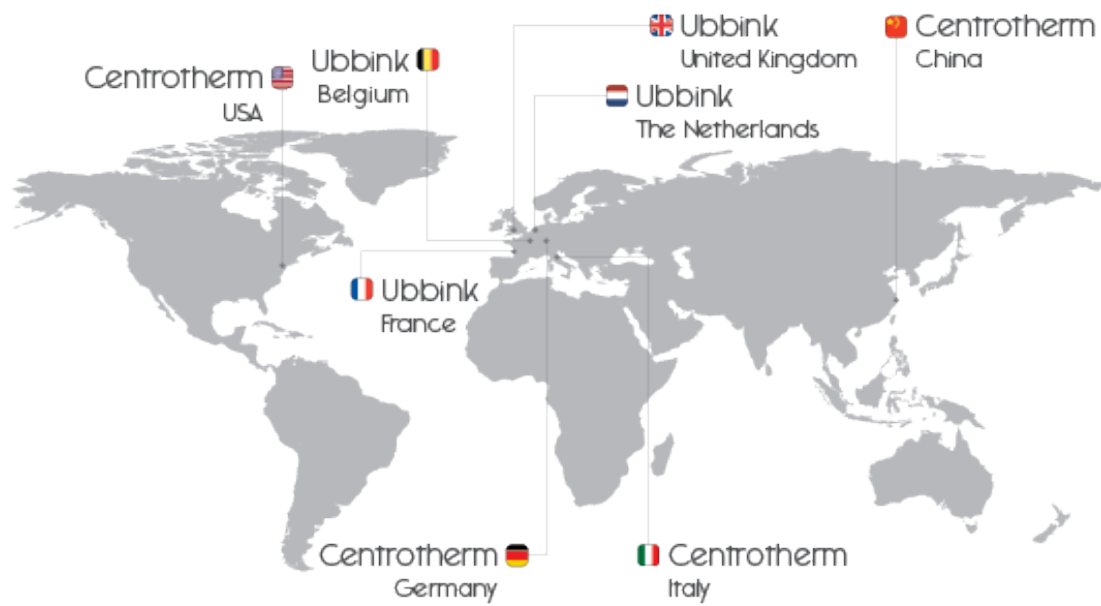 Ubbink
United Kingdom
Centrotherm
China
Ubbink
Belgium
Centrotherm
USA
Ubbink
The Netherlands
Ubbink
France
Centrotherm
Germany
Centrotherm
Italy